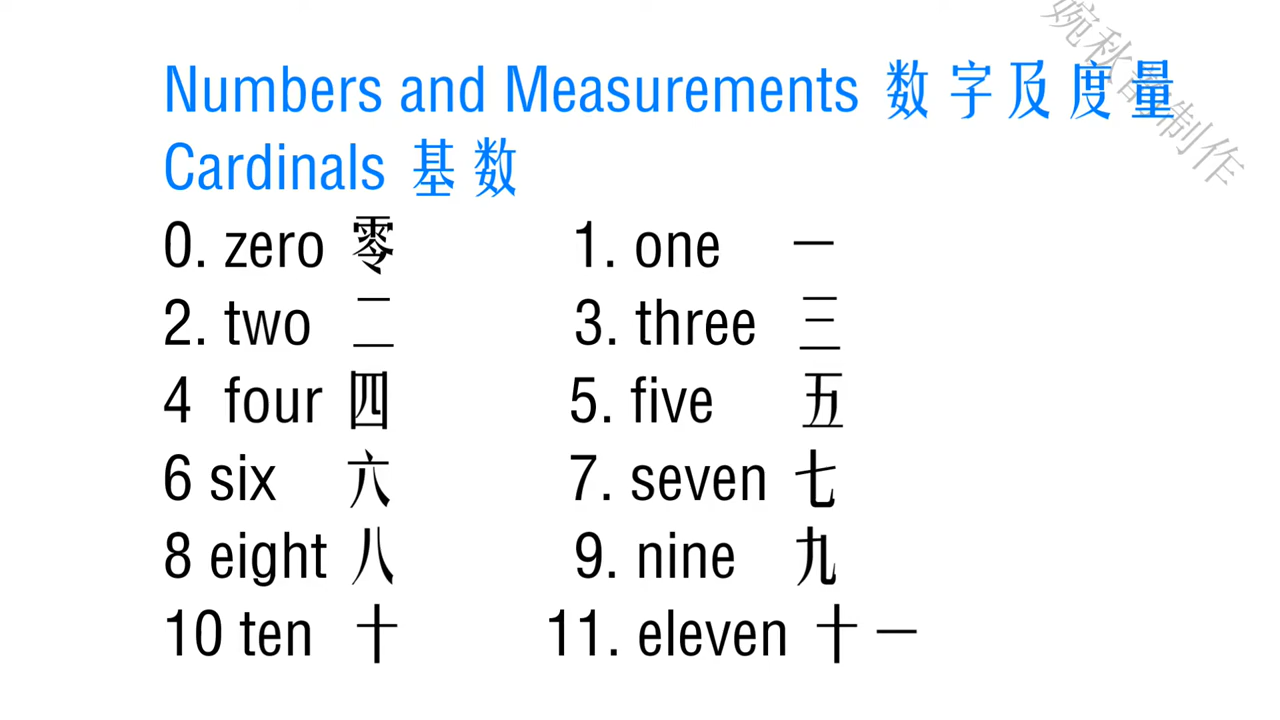 Numbers and Measurements 数字及度量
Cardinals 基数
0. zero 零 1. one 一
2. two 二 3. three 三
4 four 四 5. five 五
6 six 六 7. seven 七
8 eight 八 9. nine 九
10 ten 十 11. eleven 十一